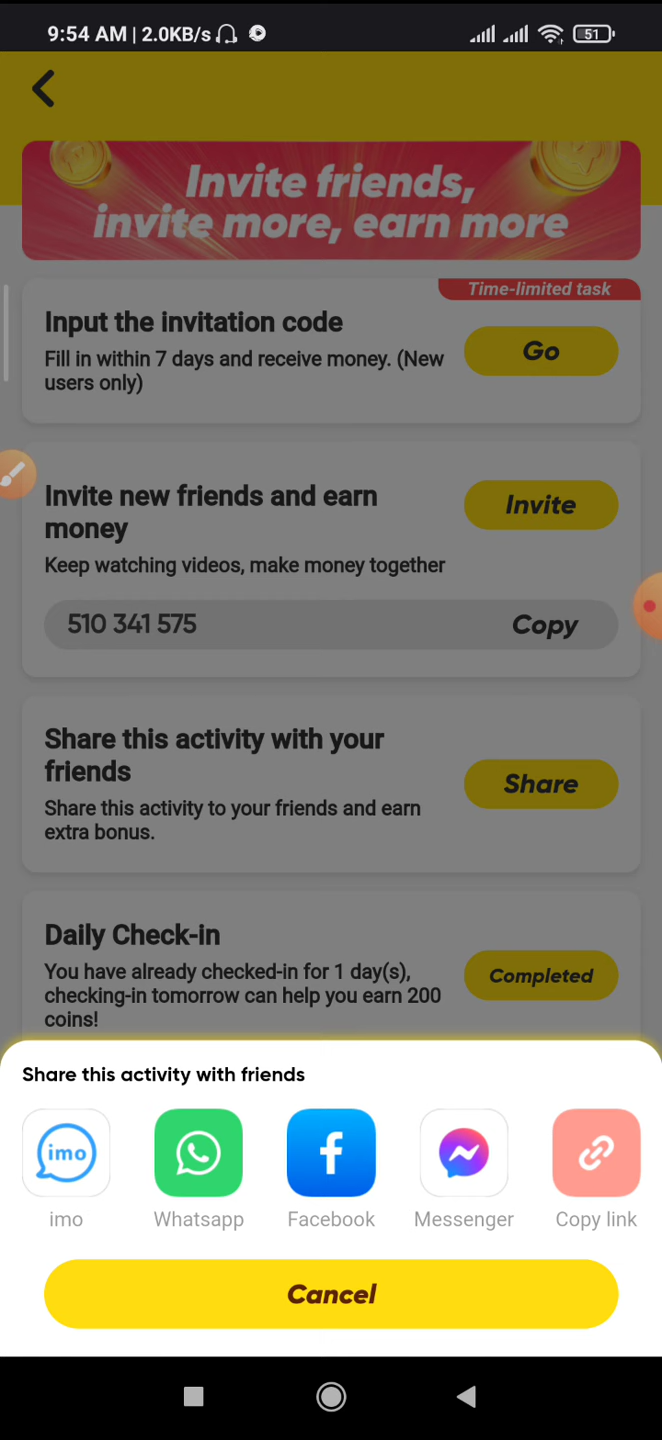 9:54 AM | 2.0KB/s
51
Invite friends,
invite more, earn more
Time-limited task
Input the invitation code
Fill in within 7 days and receive money. (New
users only)
Go
Invite new friends and earn
money
Invite
Keep watching videos, make money together
510 341 575
Copy
Share this activity with your
friends
Share
Share this activity to your friends and earn
extra bonus.
Daily Check-in
You have already checked-in for 1 day(s),
checking-in tomorrow can help you earn 200
coins!
Completed
Share this activity with friends
imo
imo
Whatsapp
Facebook
Messenger
Copy link
Cancel